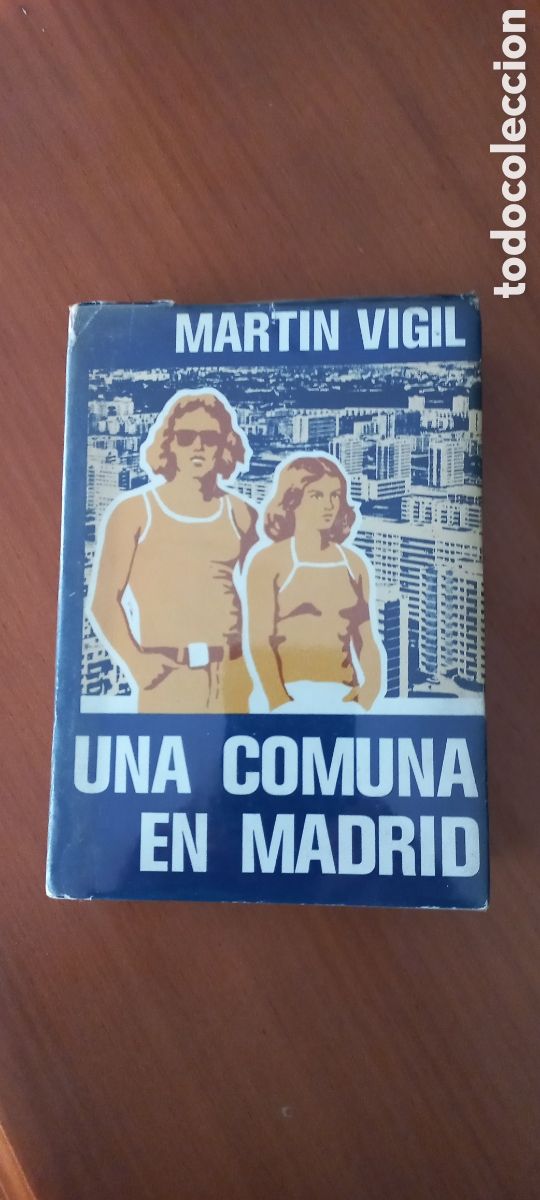 todocoleccion
MARTIN VIGIL
UNA COMUNA
EN MADRID